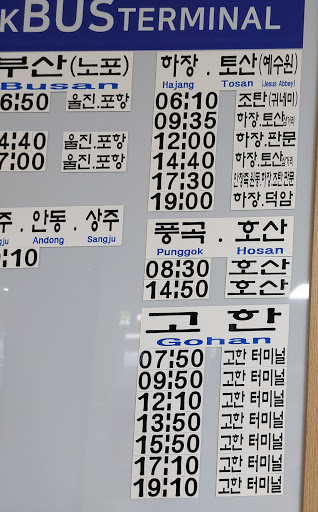 KBUSTERMINAL
부산(노포)
Busan
6:50 울진.포항
4:40 울진.포항
7:00 울진.포항
주 . 안동 . 상주
gju Andong Sangju
:10
하장 . 토산(예수원)
Hajang Tosan (Jesus Abbey)
06:10 조탄(귀네미)
09:35 하장.토산
12:00 하장.판문
14:40 하장.토산
17:30
19:00 하장.덕암
풍곡 . 호산
Punggok Hosan
08:30 호산
14:50 호산
고한
Gohan
07:50 고한 터미널
09:50 고한 터미널
12:10 고한 터미널
13:50 고한 터미널
15:50 고한 터미널
17:10 고한 터미널
19:10 고한 터미널